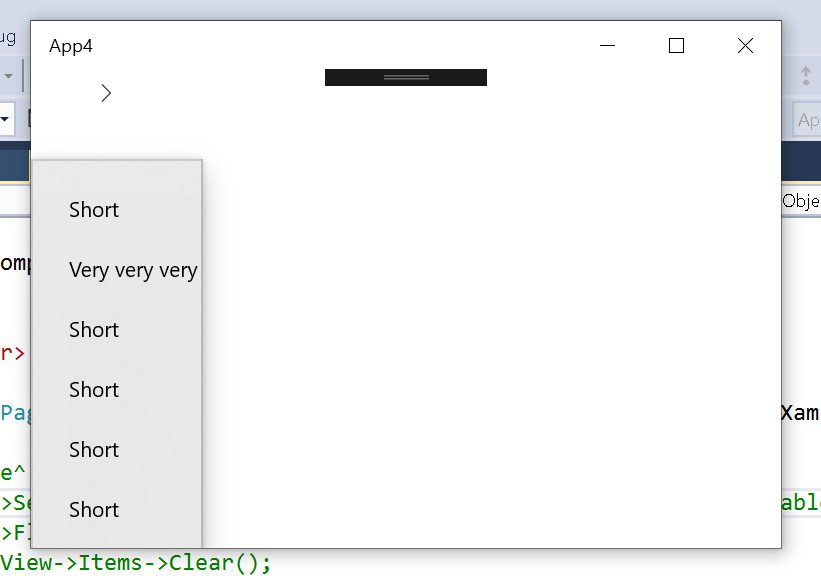 ug
App4
Ap
Obje
Short
omp
Very very very
Short
r>
Short
Pag
Xam
Short
e^
>Se
able
Short
>Fl
View->Items->Clear();